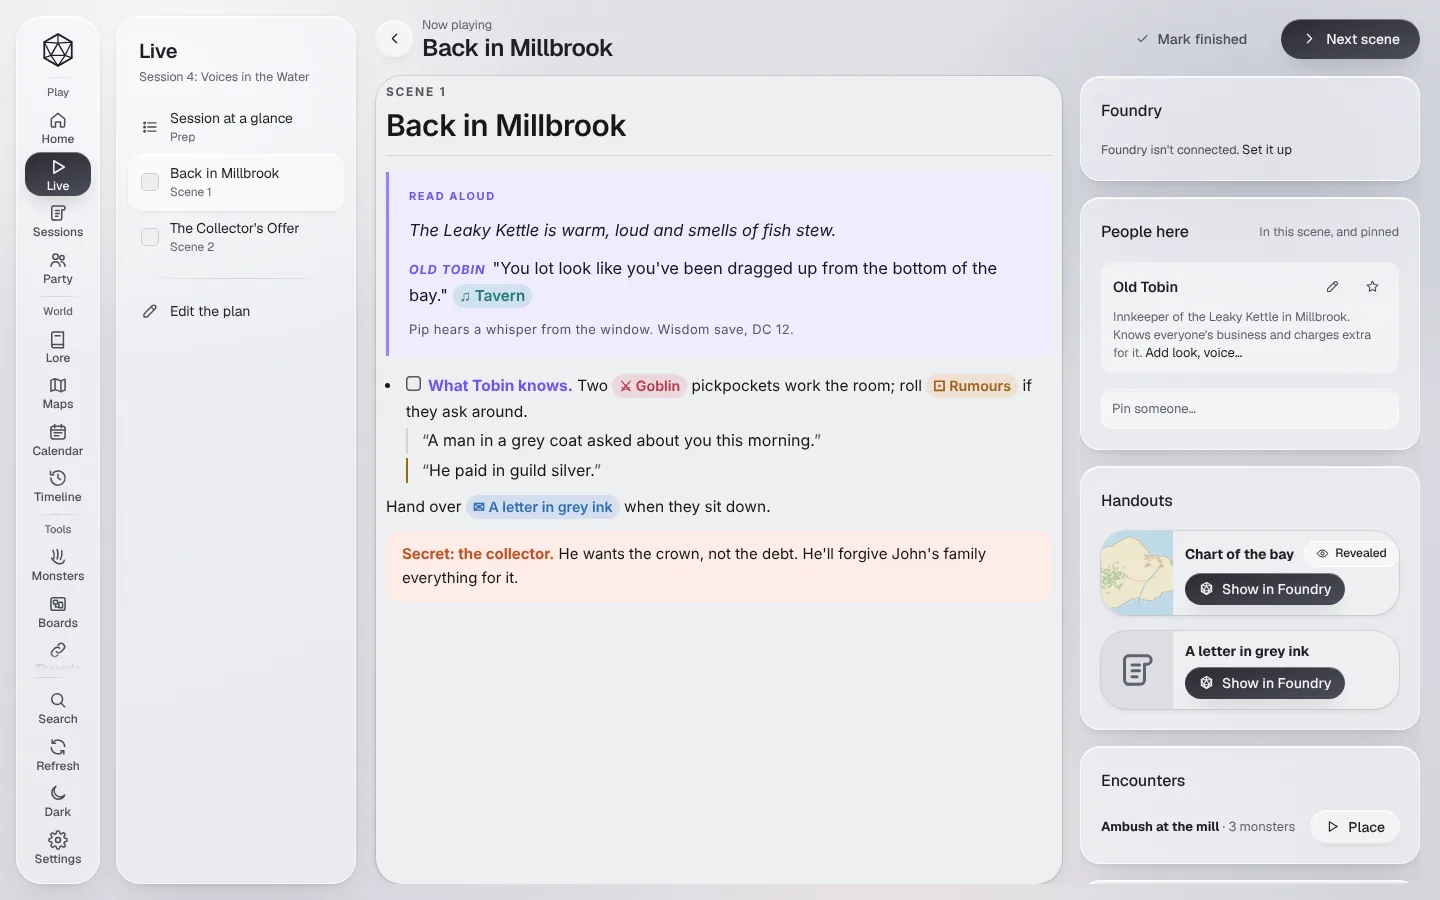 Play
Home
Live
Sessions
Party
World
Lore
Maps
Calendar
Timeline
Tools
Monsters
Boards
Search
Refresh
Dark
Settings
Live
Session 4: Voices in the Water
Session at a glance
Prep
Back in Millbrook
Scene 1
The Collector's Offer
Scene 2
Edit the plan
Now playing
Back in Millbrook
Mark finished
Next scene
SCENE 1
Back in Millbrook
READ ALOUD
The Leaky Kettle is warm, loud and smells of fish stew.
OLD TOBIN "You lot look like you've been dragged up from the bottom of the
bay." ♫ Tavern
Pip hears a whisper from the window. Wisdom save, DC 12.
What Tobin knows. Two ⚔ Goblin pickpockets work the room; roll ⚀ Rumours if
they ask around.
“A man in a grey coat asked about you this morning.”
“He paid in guild silver.”
Hand over ✉ A letter in grey ink when they sit down.
Secret: the collector. He wants the crown, not the debt. He'll forgive John's family
everything for it.
Foundry
Foundry isn't connected. Set it up
People here
In this scene, and pinned
Old Tobin
Innkeeper of the Leaky Kettle in Millbrook.
Knows everyone's business and charges extra
for it. Add look, voice…
Pin someone…
Handouts
Chart of the bay
Revealed
Show in Foundry
A letter in grey ink
Show in Foundry
Encounters
Ambush at the mill · 3 monsters
Place